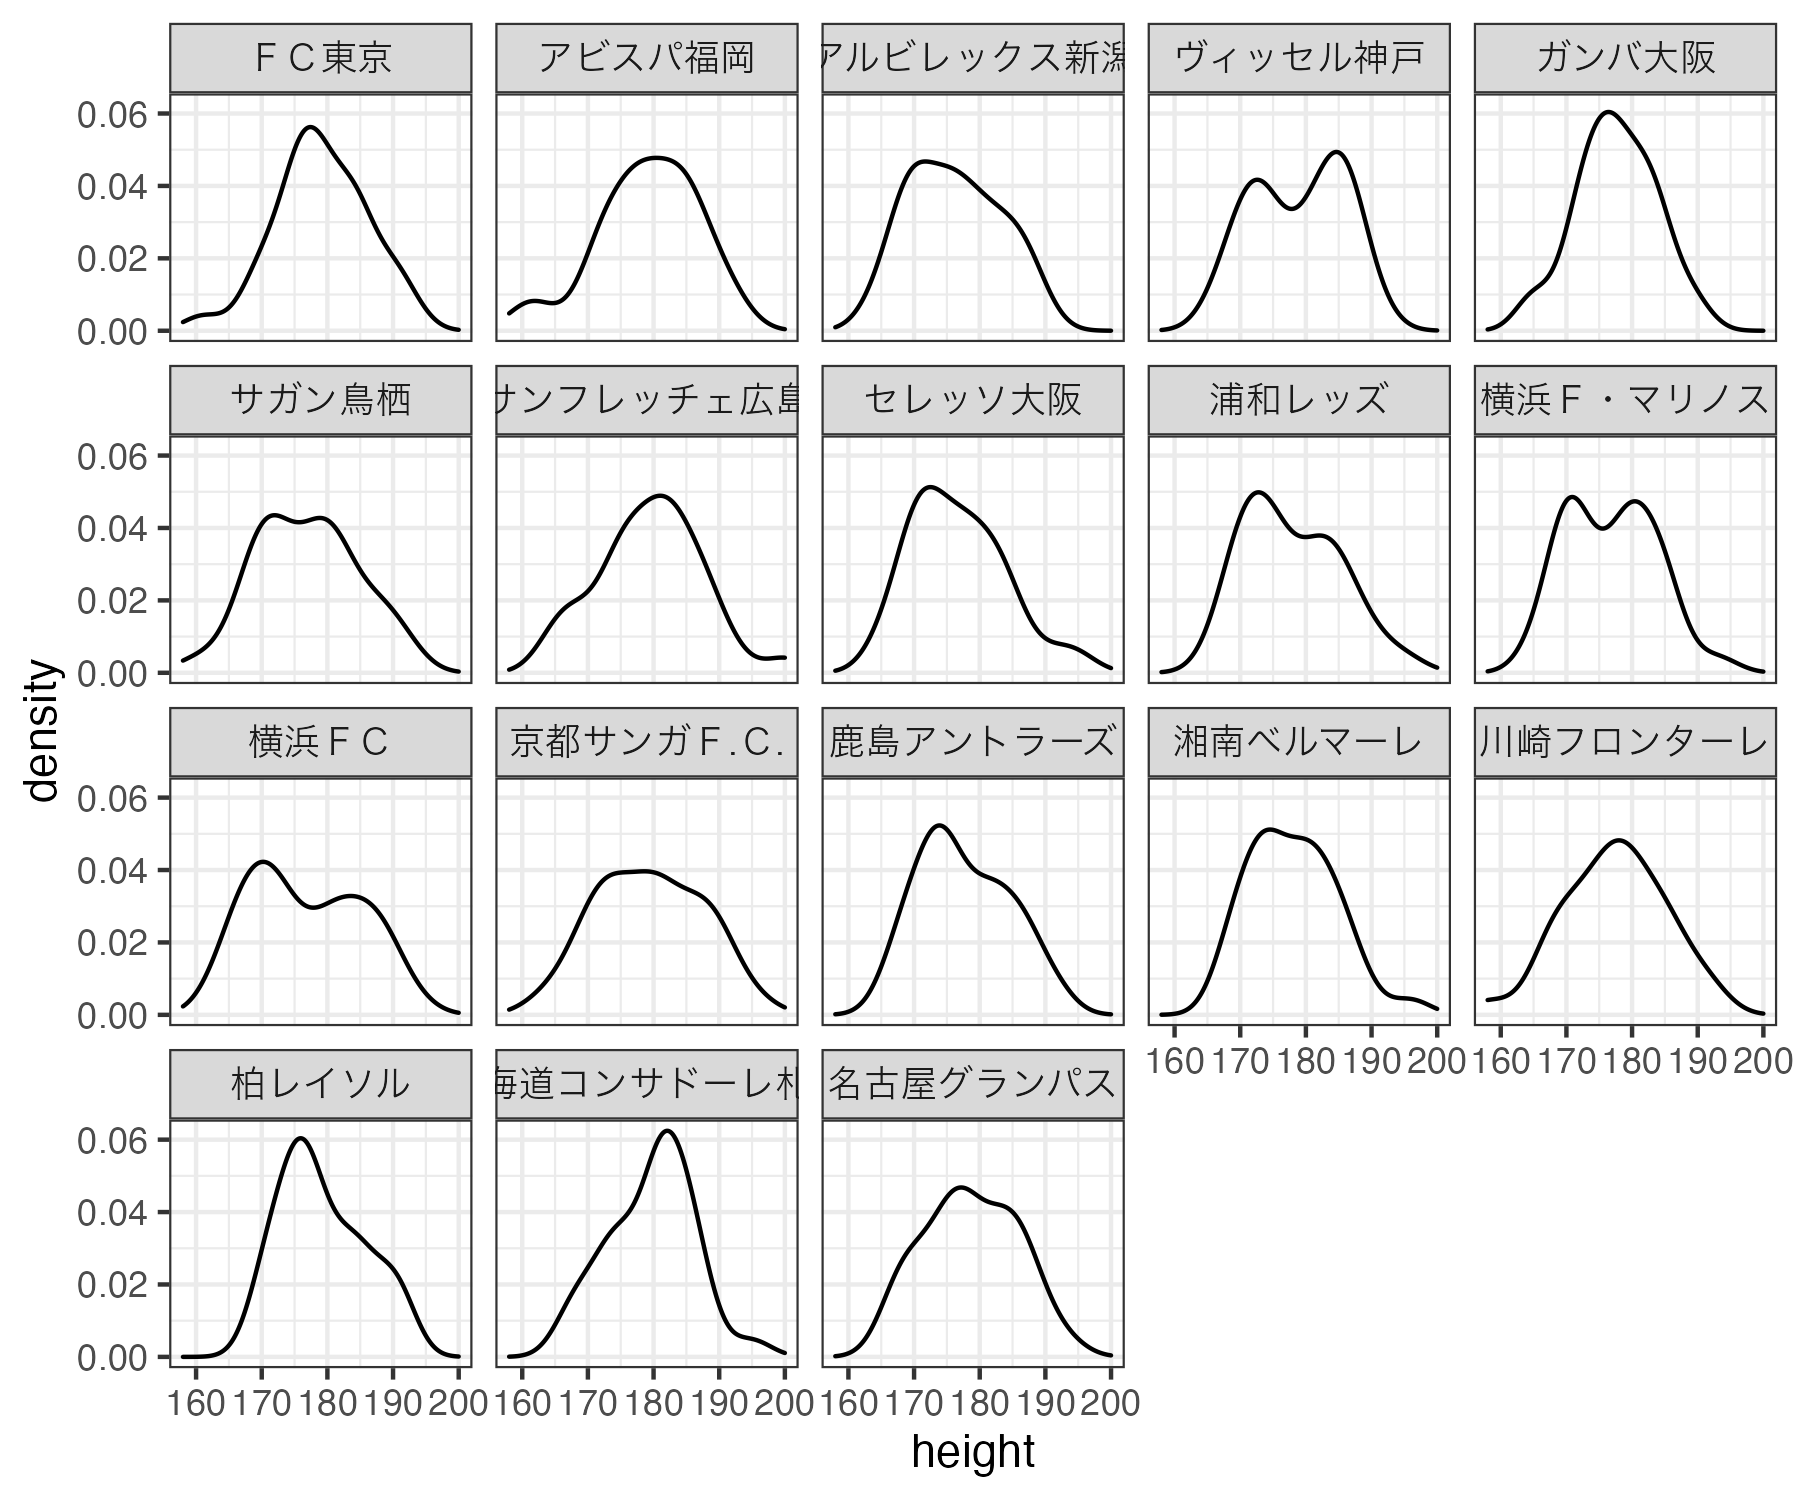 ＦＣ東京 アビスパ福岡 アルビレックス新潟 ヴィッセル神戸 ガンバ大阪
0.06
0.04
0.02
0.00
サガン鳥栖 サンフレッチェ広島 セレッソ大阪 浦和レッズ 横浜Ｆ・マリノス
0.06
0.04
0.02
0.00
density
横浜ＦＣ 京都サンガＦ.Ｃ. 鹿島アントラーズ 湘南ベルマーレ 川崎フロンターレ
0.06
0.04
0.02
0.00
160 170 180 190 200 160 170 180 190 200
柏レイソル 海道コンサドーレ札 名古屋グランパス
0.06
0.04
0.02
0.00
160 170 180 190 200 160 170 180 190 200 160 170 180 190 200
height